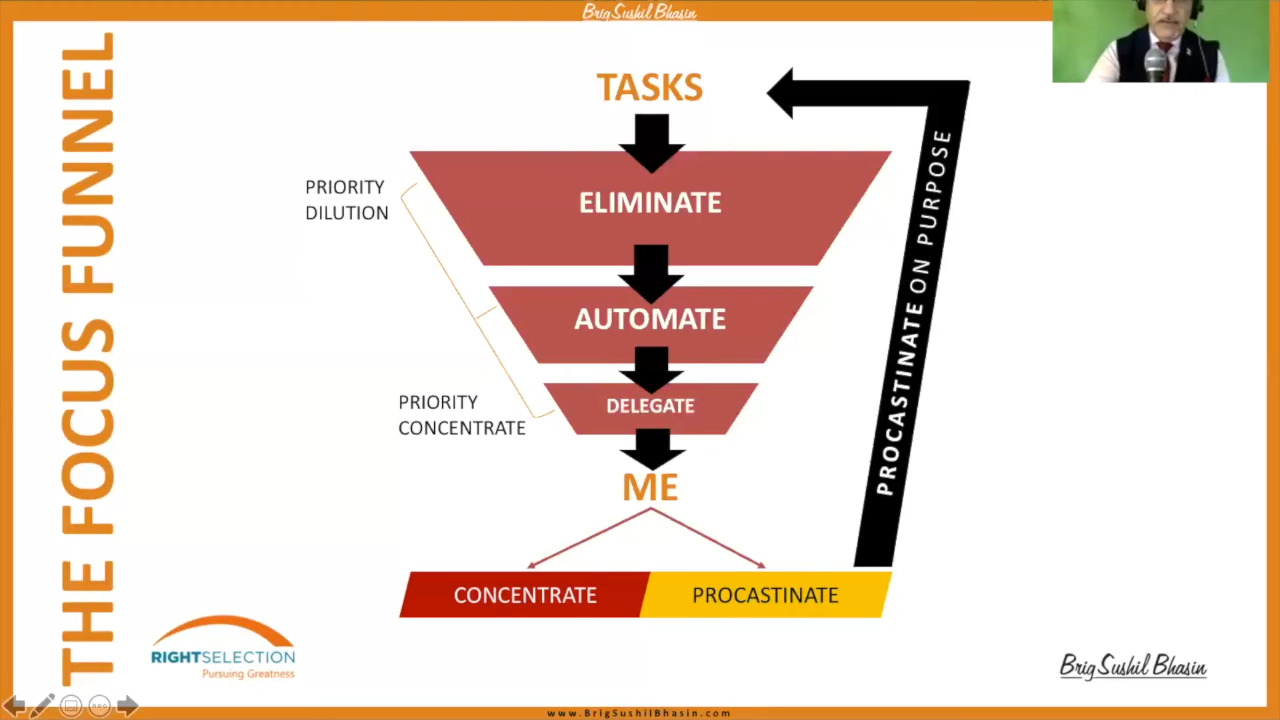 Brig Sushil Bhasin
THE FOCUS FUNNEL
TASKS
PRIORITY
DILUTION
ELIMINATE
AUTOMATE
PRIORITY
CONCENTRATE
DELEGATE
ME
CONCENTRATE
PROCASTINATE
PROCASTINATE ON PURPOSE
RIGHTSELECTION
Pursuing Greatness
Brig Sushil Bhasin
www.BrigSushilBhasin.com